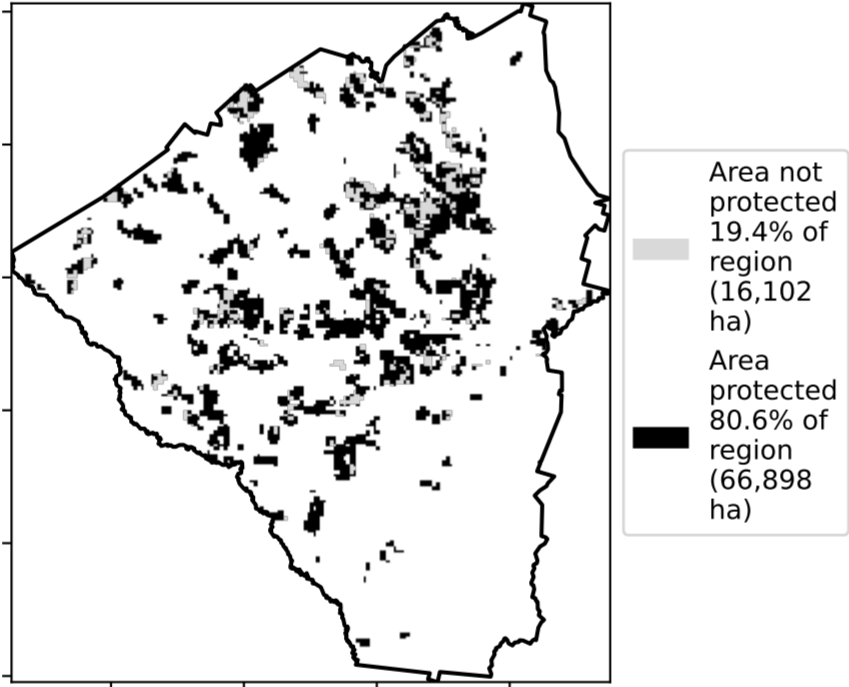 Area not
protected
19.4% of
region
(16,102
ha)
Area
protected
80.6% of
region
(66,898
ha)